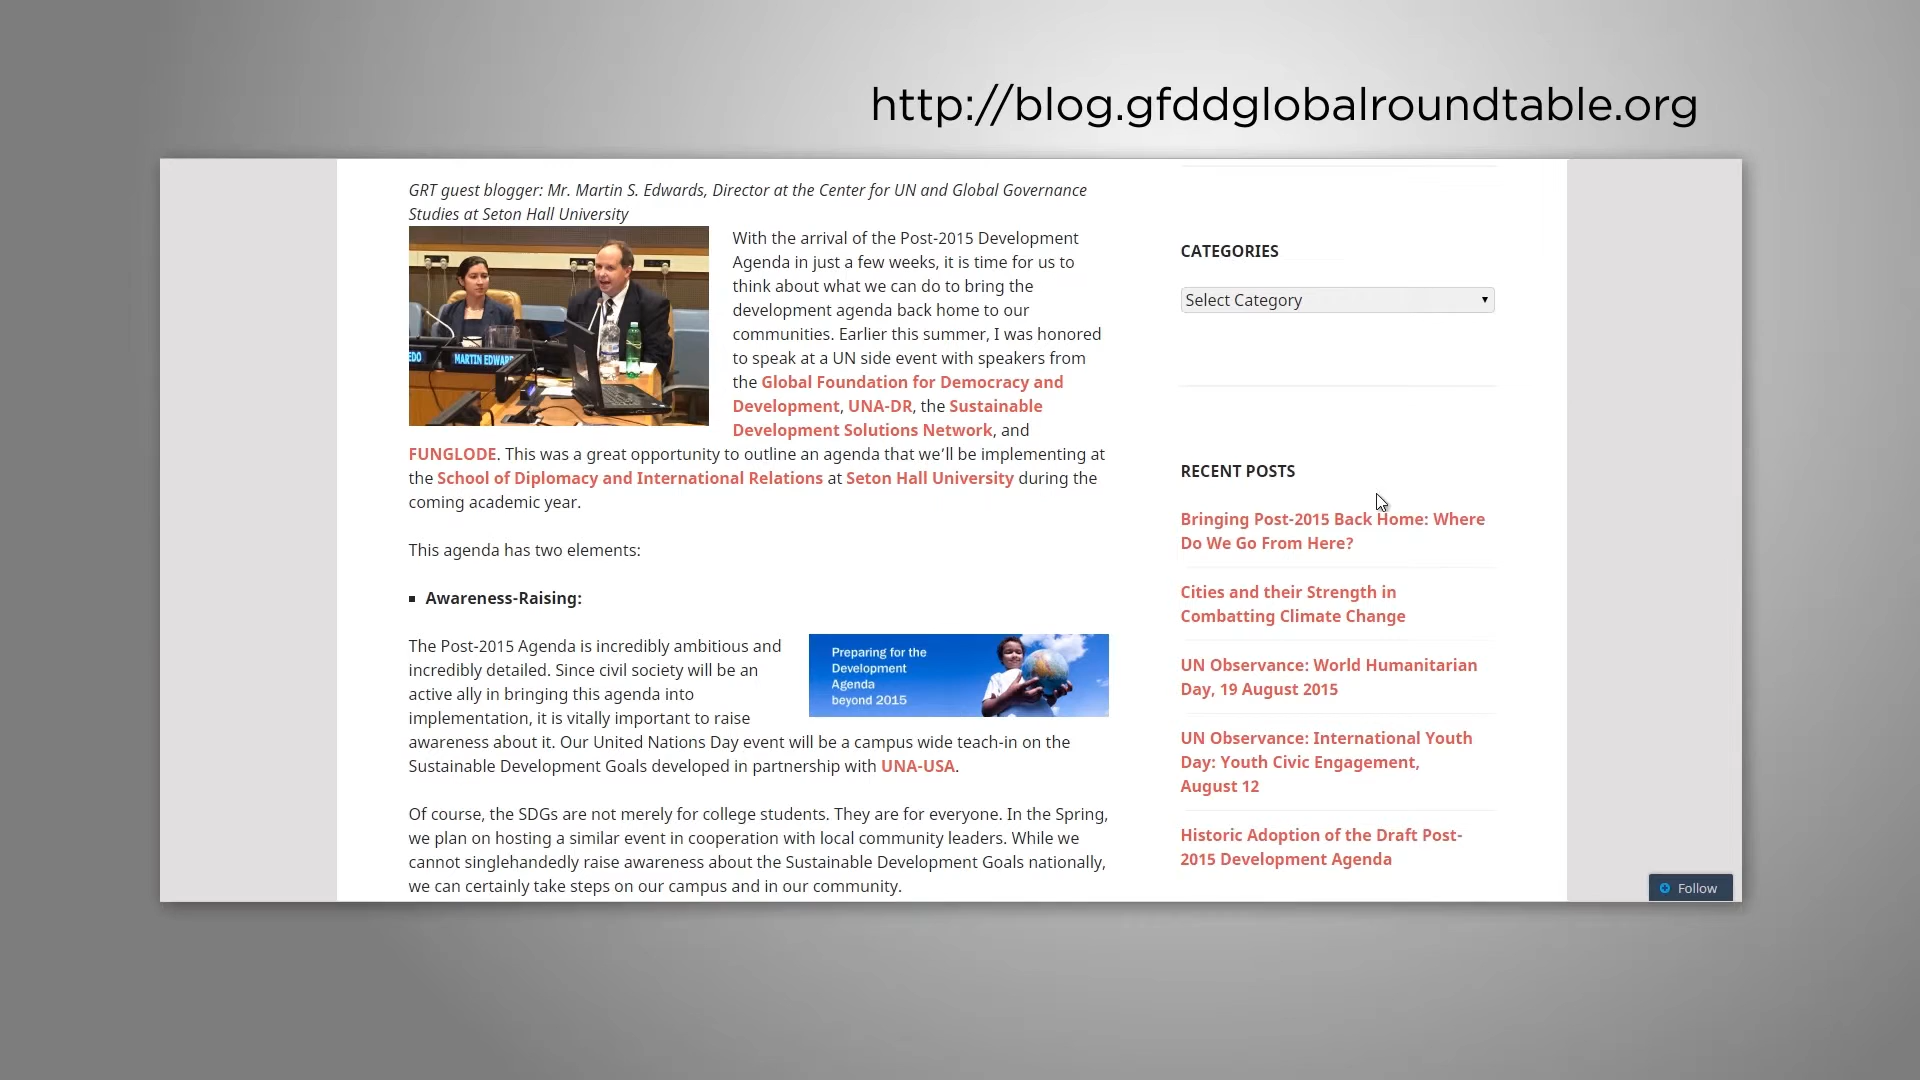 http://blog.gfddglobalroundtable.org
GRT guest blogger: Mr. Martin S. Edwards, Director at the Center for UN and Global Governance
Studies at Seton Hall University
EDO
MARTIN EDWAR
With the arrival of the Post-2015 Development
Agenda in just a few weeks, it is time for us to
think about what we can do to bring the
development agenda back home to our
communities. Earlier this summer, I was honored
to speak at a UN side event with speakers from
the Global Foundation for Democracy and
Development, UNA-DR, the Sustainable
Development Solutions Network, and
FUNGLODE. This was a great opportunity to outline an agenda that we’ll be implementing at
the School of Diplomacy and International Relations at Seton Hall University during the
coming academic year.
This agenda has two elements:
Awareness-Raising:
The Post-2015 Agenda is incredibly ambitious and
incredibly detailed. Since civil society will be an
active ally in bringing this agenda into
implementation, it is vitally important to raise
awareness about it. Our United Nations Day event will be a campus wide teach-in on the
Sustainable Development Goals developed in partnership with UNA-USA.
Preparing for the
Development
Agenda
beyond 2015
Of course, the SDGs are not merely for college students. They are for everyone. In the Spring,
we plan on hosting a similar event in cooperation with local community leaders. While we
cannot singlehandedly raise awareness about the Sustainable Development Goals nationally,
we can certainly take steps on our campus and in our community.
CATEGORIES
Select Category
RECENT POSTS
Bringing Post-2015 Back Home: Where
Do We Go From Here?
Cities and their Strength in
Combatting Climate Change
UN Observance: World Humanitarian
Day, 19 August 2015
UN Observance: International Youth
Day: Youth Civic Engagement,
August 12
Historic Adoption of the Draft Post-
2015 Development Agenda
Follow